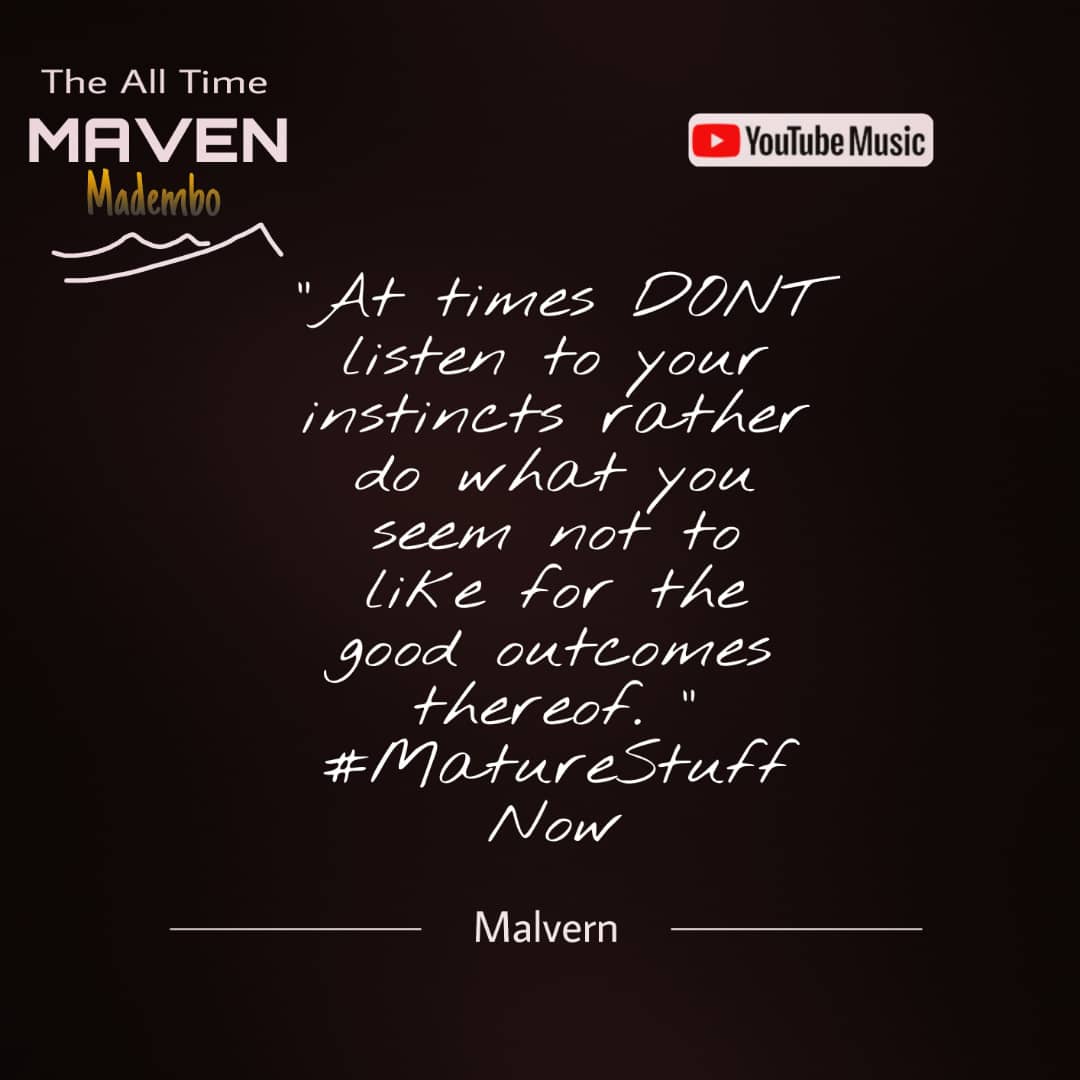 The All Time
MAVEN
Madembo
YouTube Music
"At times DONT
listen to your
instincts rather
do what you
seem not to
like for the
good outcomes
thereof. "
#MatureStuff
Now
Malvern